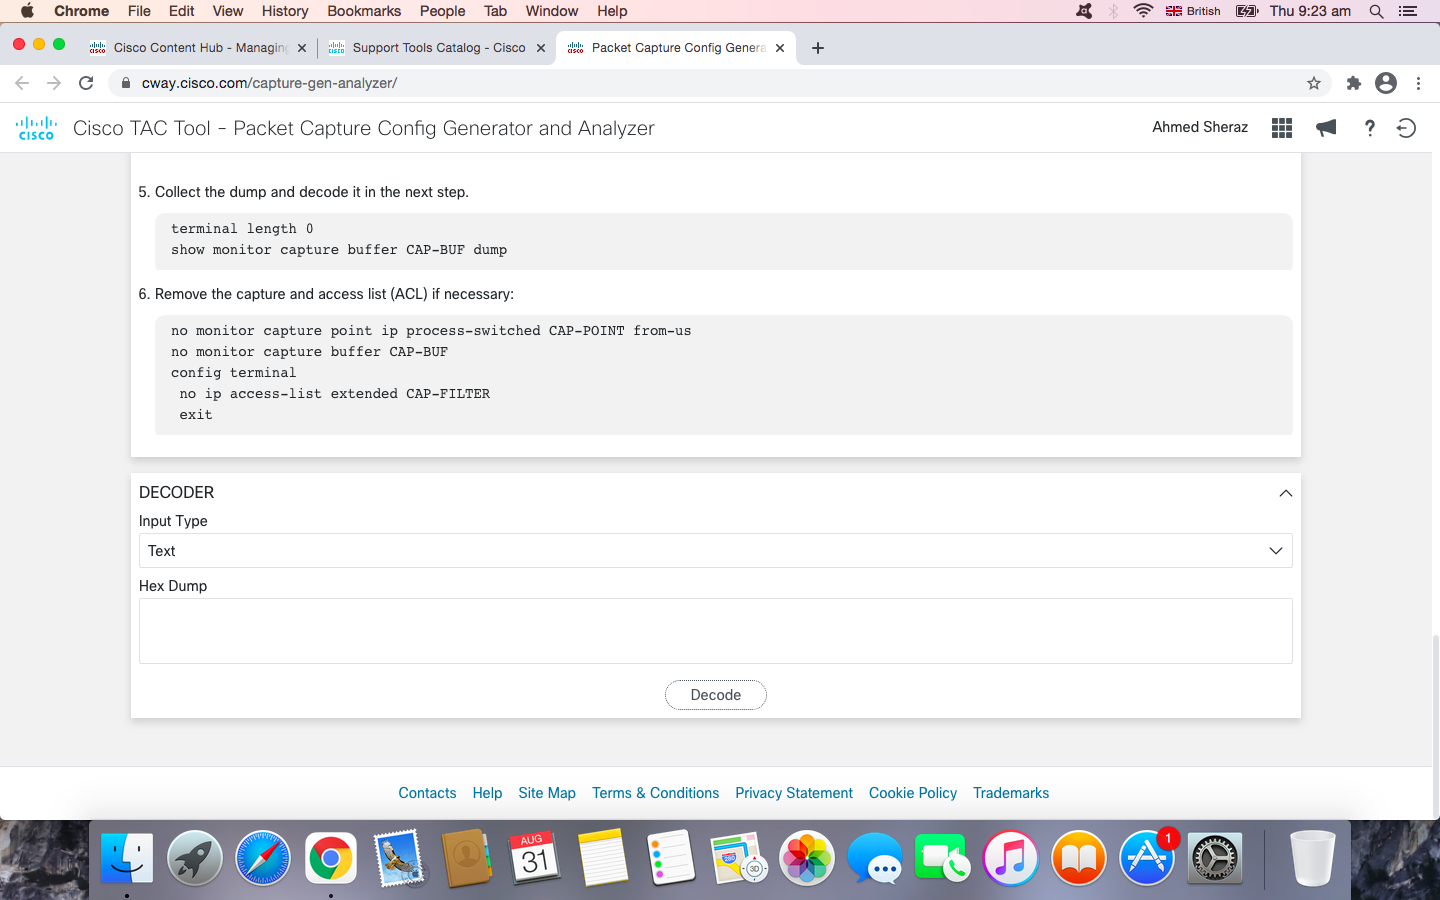 Chrome File Edit View History Bookmarks People Tab Window Help British Thu 9:23 am
Cisco Content Hub - Managing Support Tools Catalog - Cisco Packet Capture Config Genera
cway.cisco.com/capture-gen-analyzer/
CISCO Cisco TAC Tool - Packet Capture Config Generator and Analyzer Ahmed Sheraz
5. Collect the dump and decode it in the next step.
terminal length 0
show monitor capture buffer CAP-BUF dump
6. Remove the capture and access list (ACL) if necessary:
no monitor capture point ip process-switched CAP-POINT from-us
no monitor capture buffer CAP-BUF
config terminal
no ip access-list extended CAP-FILTER
exit
DECODER
Input Type
Text
Hex Dump
Decode
Contacts Help Site Map Terms & Conditions Privacy Statement Cookie Policy Trademarks
AUG
31
280
3D
1